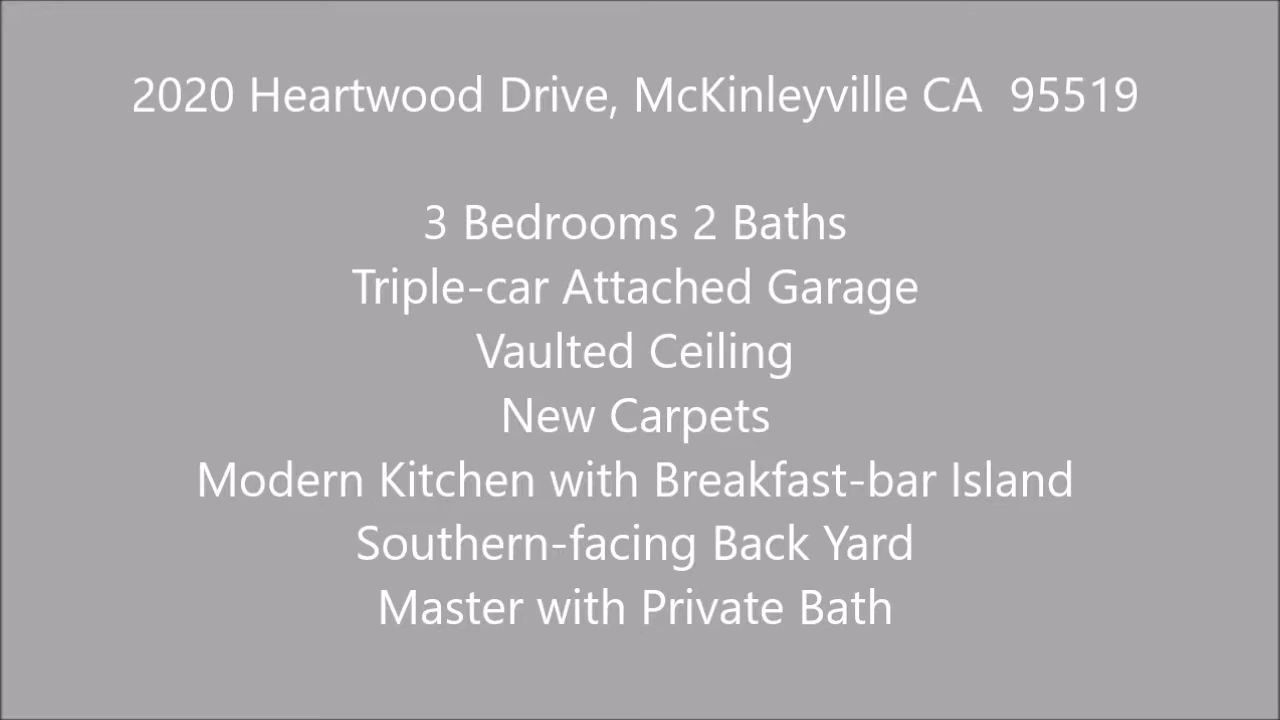 2020 Heartwood Drive, McKinleyville CA  95519
3 Bedrooms 2 Baths
Triple-car Attached Garage
Vaulted Ceiling
New Carpets
Modern Kitchen with Breakfast-bar Island
Southern-facing Back Yard
Master with Private Bath